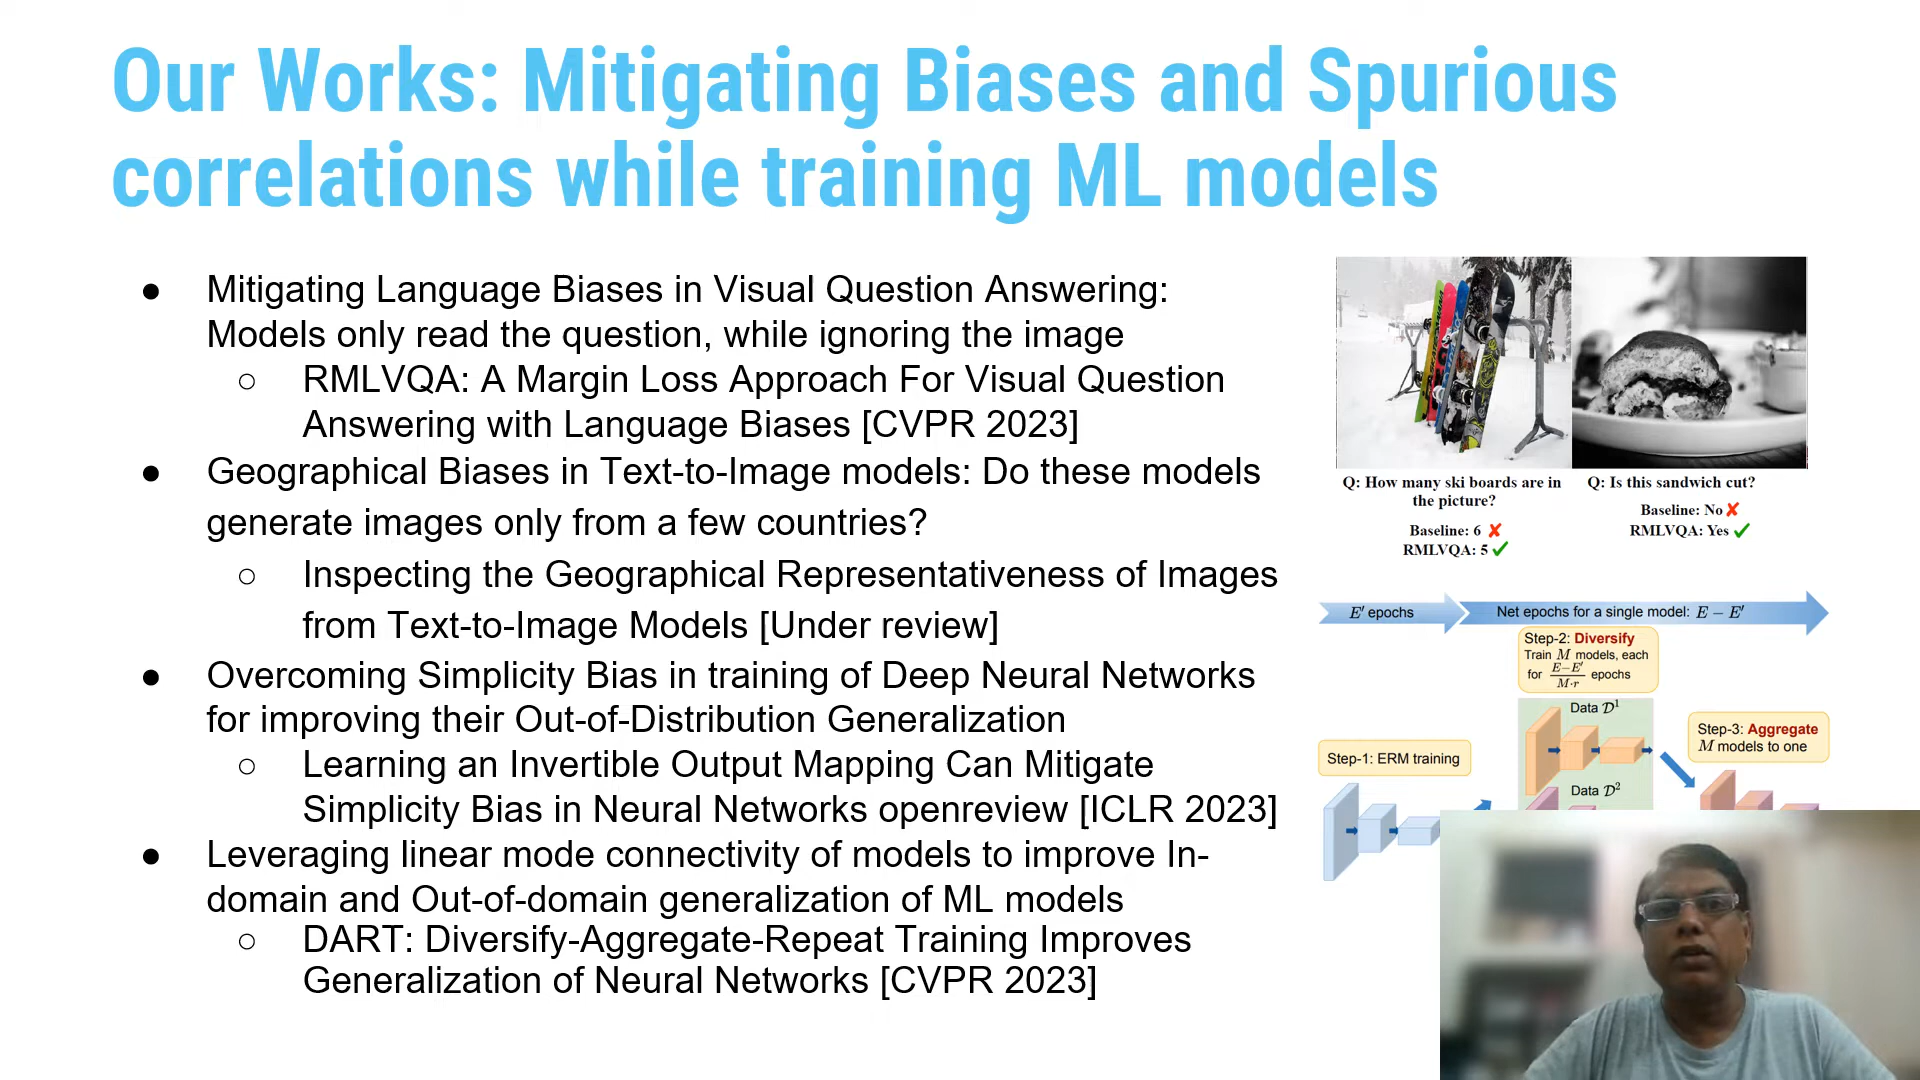 Our Works: Mitigating Biases and Spurious
correlations while training ML models
● Mitigating Language Biases in Visual Question Answering:
Models only read the question, while ignoring the image
○ RMLVQA: A Margin Loss Approach For Visual Question
Answering with Language Biases [CVPR 2023]
● Geographical Biases in Text-to-Image models: Do these models
generate images only from a few countries?
○ Inspecting the Geographical Representativeness of Images
from Text-to-Image Models [Under review]
● Overcoming Simplicity Bias in training of Deep Neural Networks
for improving their Out-of-Distribution Generalization
○ Learning an Invertible Output Mapping Can Mitigate
Simplicity Bias in Neural Networks openreview [ICLR 2023]
● Leveraging linear mode connectivity of models to improve In-
domain and Out-of-domain generalization of ML models
○ DART: Diversify-Aggregate-Repeat Training Improves
Generalization of Neural Networks [CVPR 2023]
Q: How many ski boards are in
the picture?
Baseline: 6 ✗
RMLVQA: 5 ✓
Q: Is this sandwich cut?
Baseline: No ✗
RMLVQA: Yes ✓
E′ epochs
Net epochs for a single model: E − E′
Step-2: Diversify
Train M models, each
for (E−E′)/(M·r) epochs
Data D¹
Step-3: Aggregate
M models to one
Step-1: ERM training
Data D²